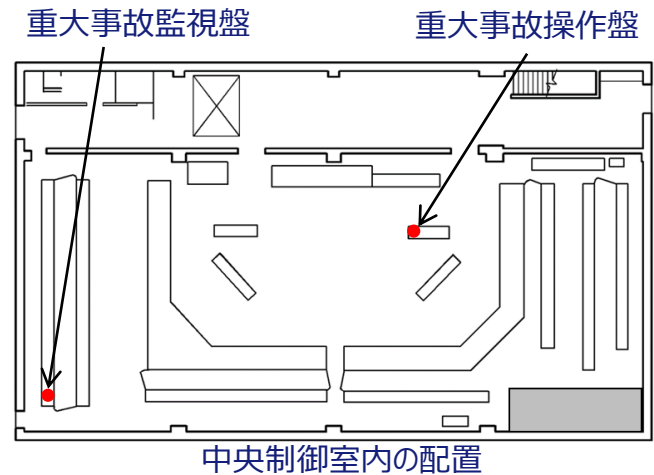 重大事故監視盤
重大事故操作盤
中央制御室内の配置